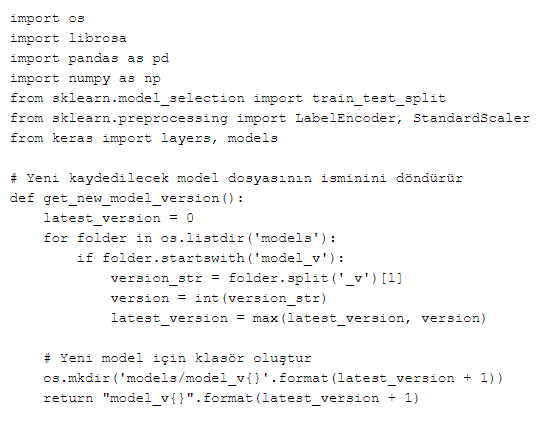 import os
import librosa
import pandas as pd
import numpy as np
from sklearn.model_selection import train_test_split
from sklearn.preprocessing import LabelEncoder, StandardScaler
from keras import layers, models

# Yeni kaydedilecek model dosyasının isminini döndürür
def get_new_model_version():
    latest_version = 0
    for folder in os.listdir('models'):
        if folder.startswith('model_v'):
            version_str = folder.split('_v')[1]
            version = int(version_str)
            latest_version = max(latest_version, version)

    # Yeni model için klasör oluştur
    os.mkdir('models/model_v{}'.format(latest_version + 1))
    return "model_v{}".format(latest_version + 1)